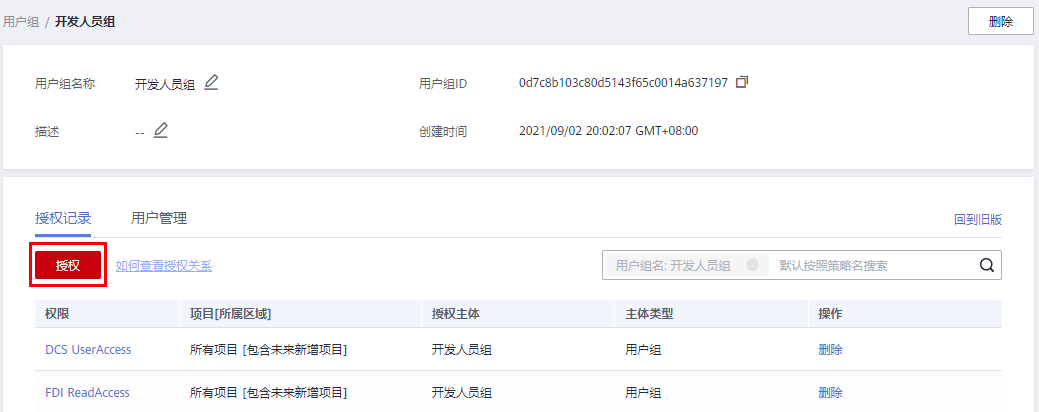 用户组 / 开发人员组
删除
用户组名称 开发人员组 用户组ID 0d7c8b103c80d5143f65c0014a637197
描述 -- 创建时间 2021/09/02 20:02:07 GMT+08:00
授权记录 用户管理 回到旧版
授权 如何查看授权关系 用户组名: 开发人员组 默认按照策略名搜索
权限 项目[所属区域] 授权主体 主体类型 操作
DCS UserAccess 所有项目 [包含未来新增项目] 开发人员组 用户组 删除
FDI ReadAccess 所有项目 [包含未来新增项目] 开发人员组 用户组 删除